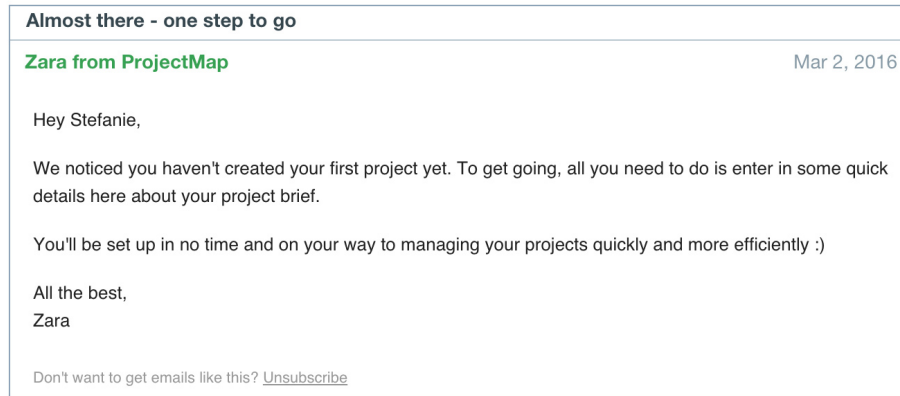 Almost there - one step to go
Zara from ProjectMap
Mar 2, 2016
Hey Stefanie,
We noticed you haven't created your first project yet. To get going, all you need to do is enter in some quick
details here about your project brief.
You'll be set up in no time and on your way to managing your projects quickly and more efficiently :)
All the best,
Zara
Don't want to get emails like this? Unsubscribe